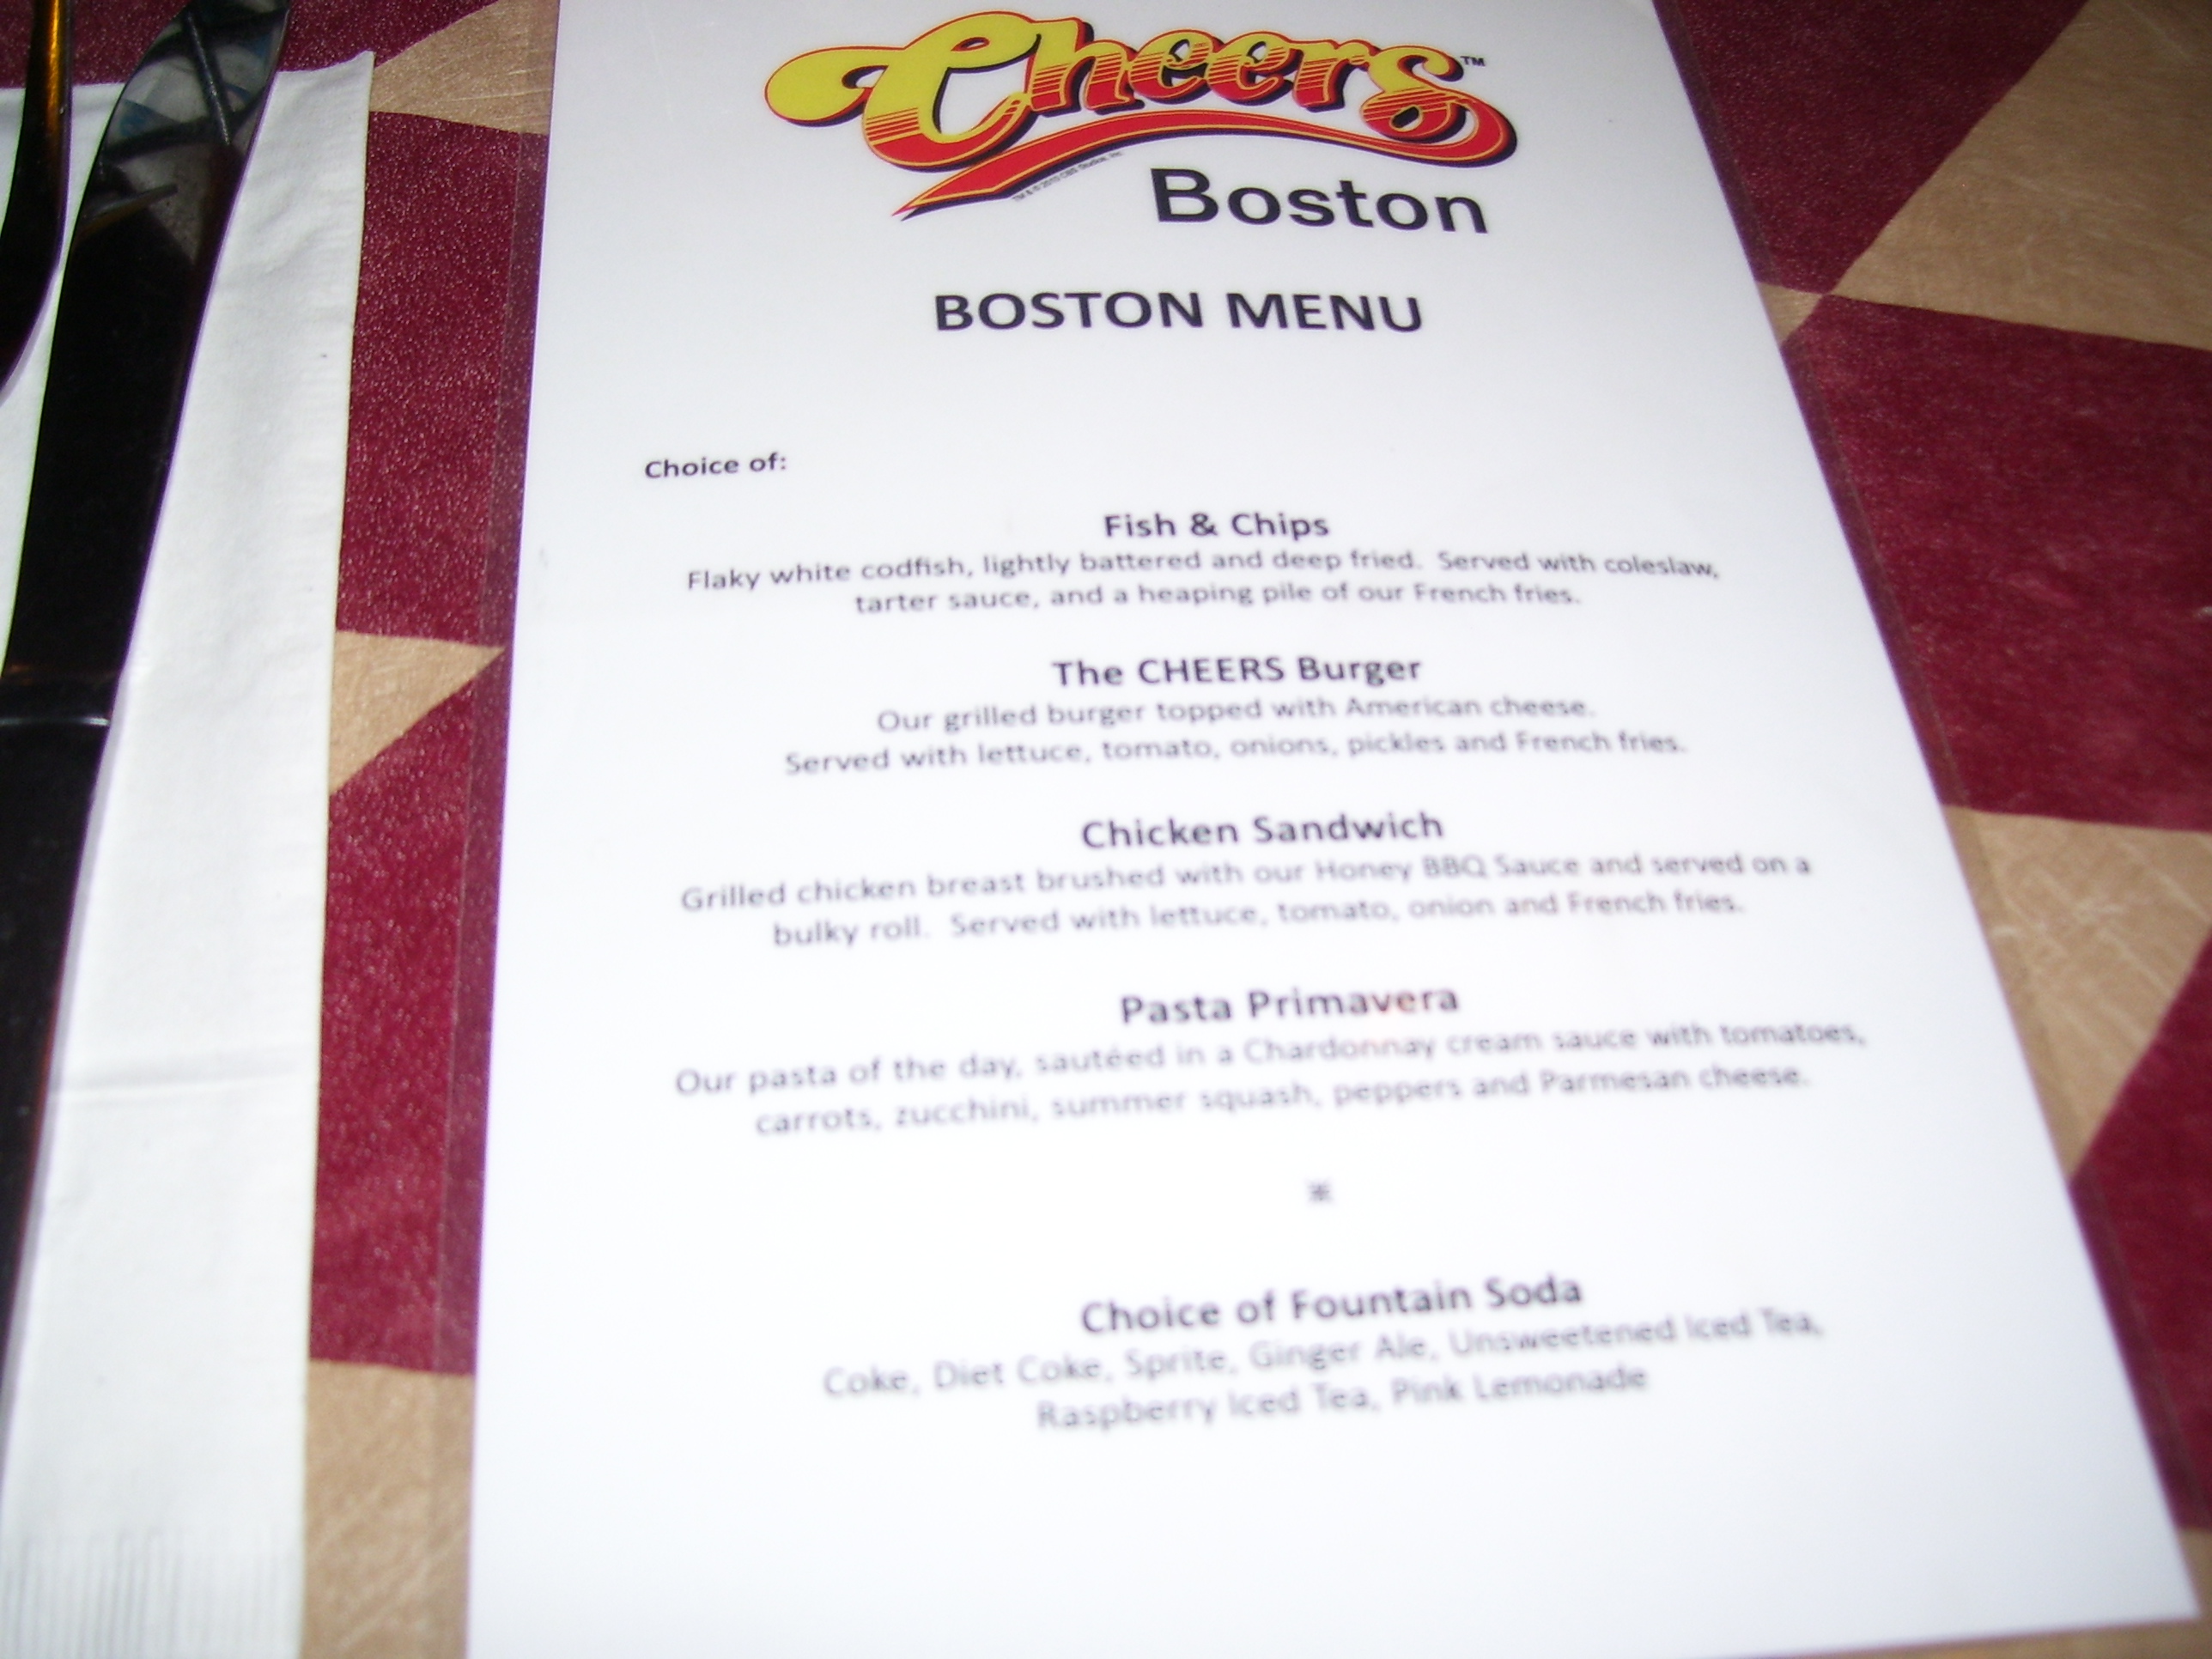 Cheers™
TM & © 2010 CBS Studios, Inc.
Boston
BOSTON MENU
Choice of:
Fish & Chips
Flaky white codfish, lightly battered and deep fried. Served with coleslaw,
tarter sauce, and a heaping pile of our French fries.
The CHEERS Burger
Our grilled burger topped with American cheese.
Served with lettuce, tomato, onions, pickles and French fries.
Chicken Sandwich
Grilled chicken breast brushed with our Honey BBQ Sauce and served on a
bulky roll. Served with lettuce, tomato, onion and French fries.
Pasta Primavera
Our pasta of the day, sautéed in a Chardonnay cream sauce with tomatoes,
carrots, zucchini, summer squash, peppers and Parmesan cheese.
Choice of Fountain Soda
Coke, Diet Coke, Sprite, Ginger Ale, Unsweetened Iced Tea,
Raspberry Iced Tea, Pink Lemonade